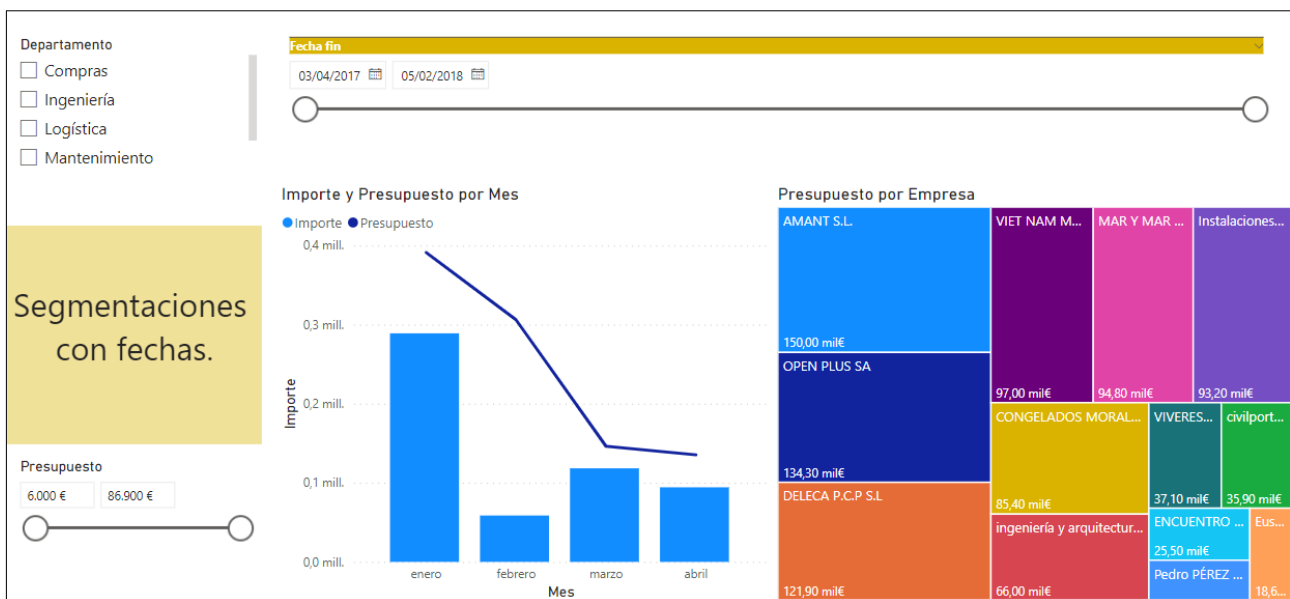 Departamento
Compras
Ingeniería
Logística
Mantenimiento
Fecha fin
03/04/2017
05/02/2018
Segmentaciones
con fechas.
Presupuesto
6.000 €
86.900 €
Importe y Presupuesto por Mes
Importe
Presupuesto
0,4 mill.
0,3 mill.
0,2 mill.
0,1 mill.
0,0 mill.
Importe
enero
febrero
marzo
abril
Mes
Presupuesto por Empresa
AMANT S.L.
150,00 mil€
OPEN PLUS SA
134,30 mil€
DELECA P.C.P S.L
121,90 mil€
VIET NAM M...
97,00 mil€
MAR Y MAR ...
94,80 mil€
Instalaciones...
93,20 mil€
CONGELADOS MORAL...
85,40 mil€
ingeniería y arquitectur...
66,00 mil€
VIVERES...
37,10 mil€
civilport...
35,90 mil€
ENCUENTRO ...
25,50 mil€
Pedro PÉREZ ...
Eus...
18,6...